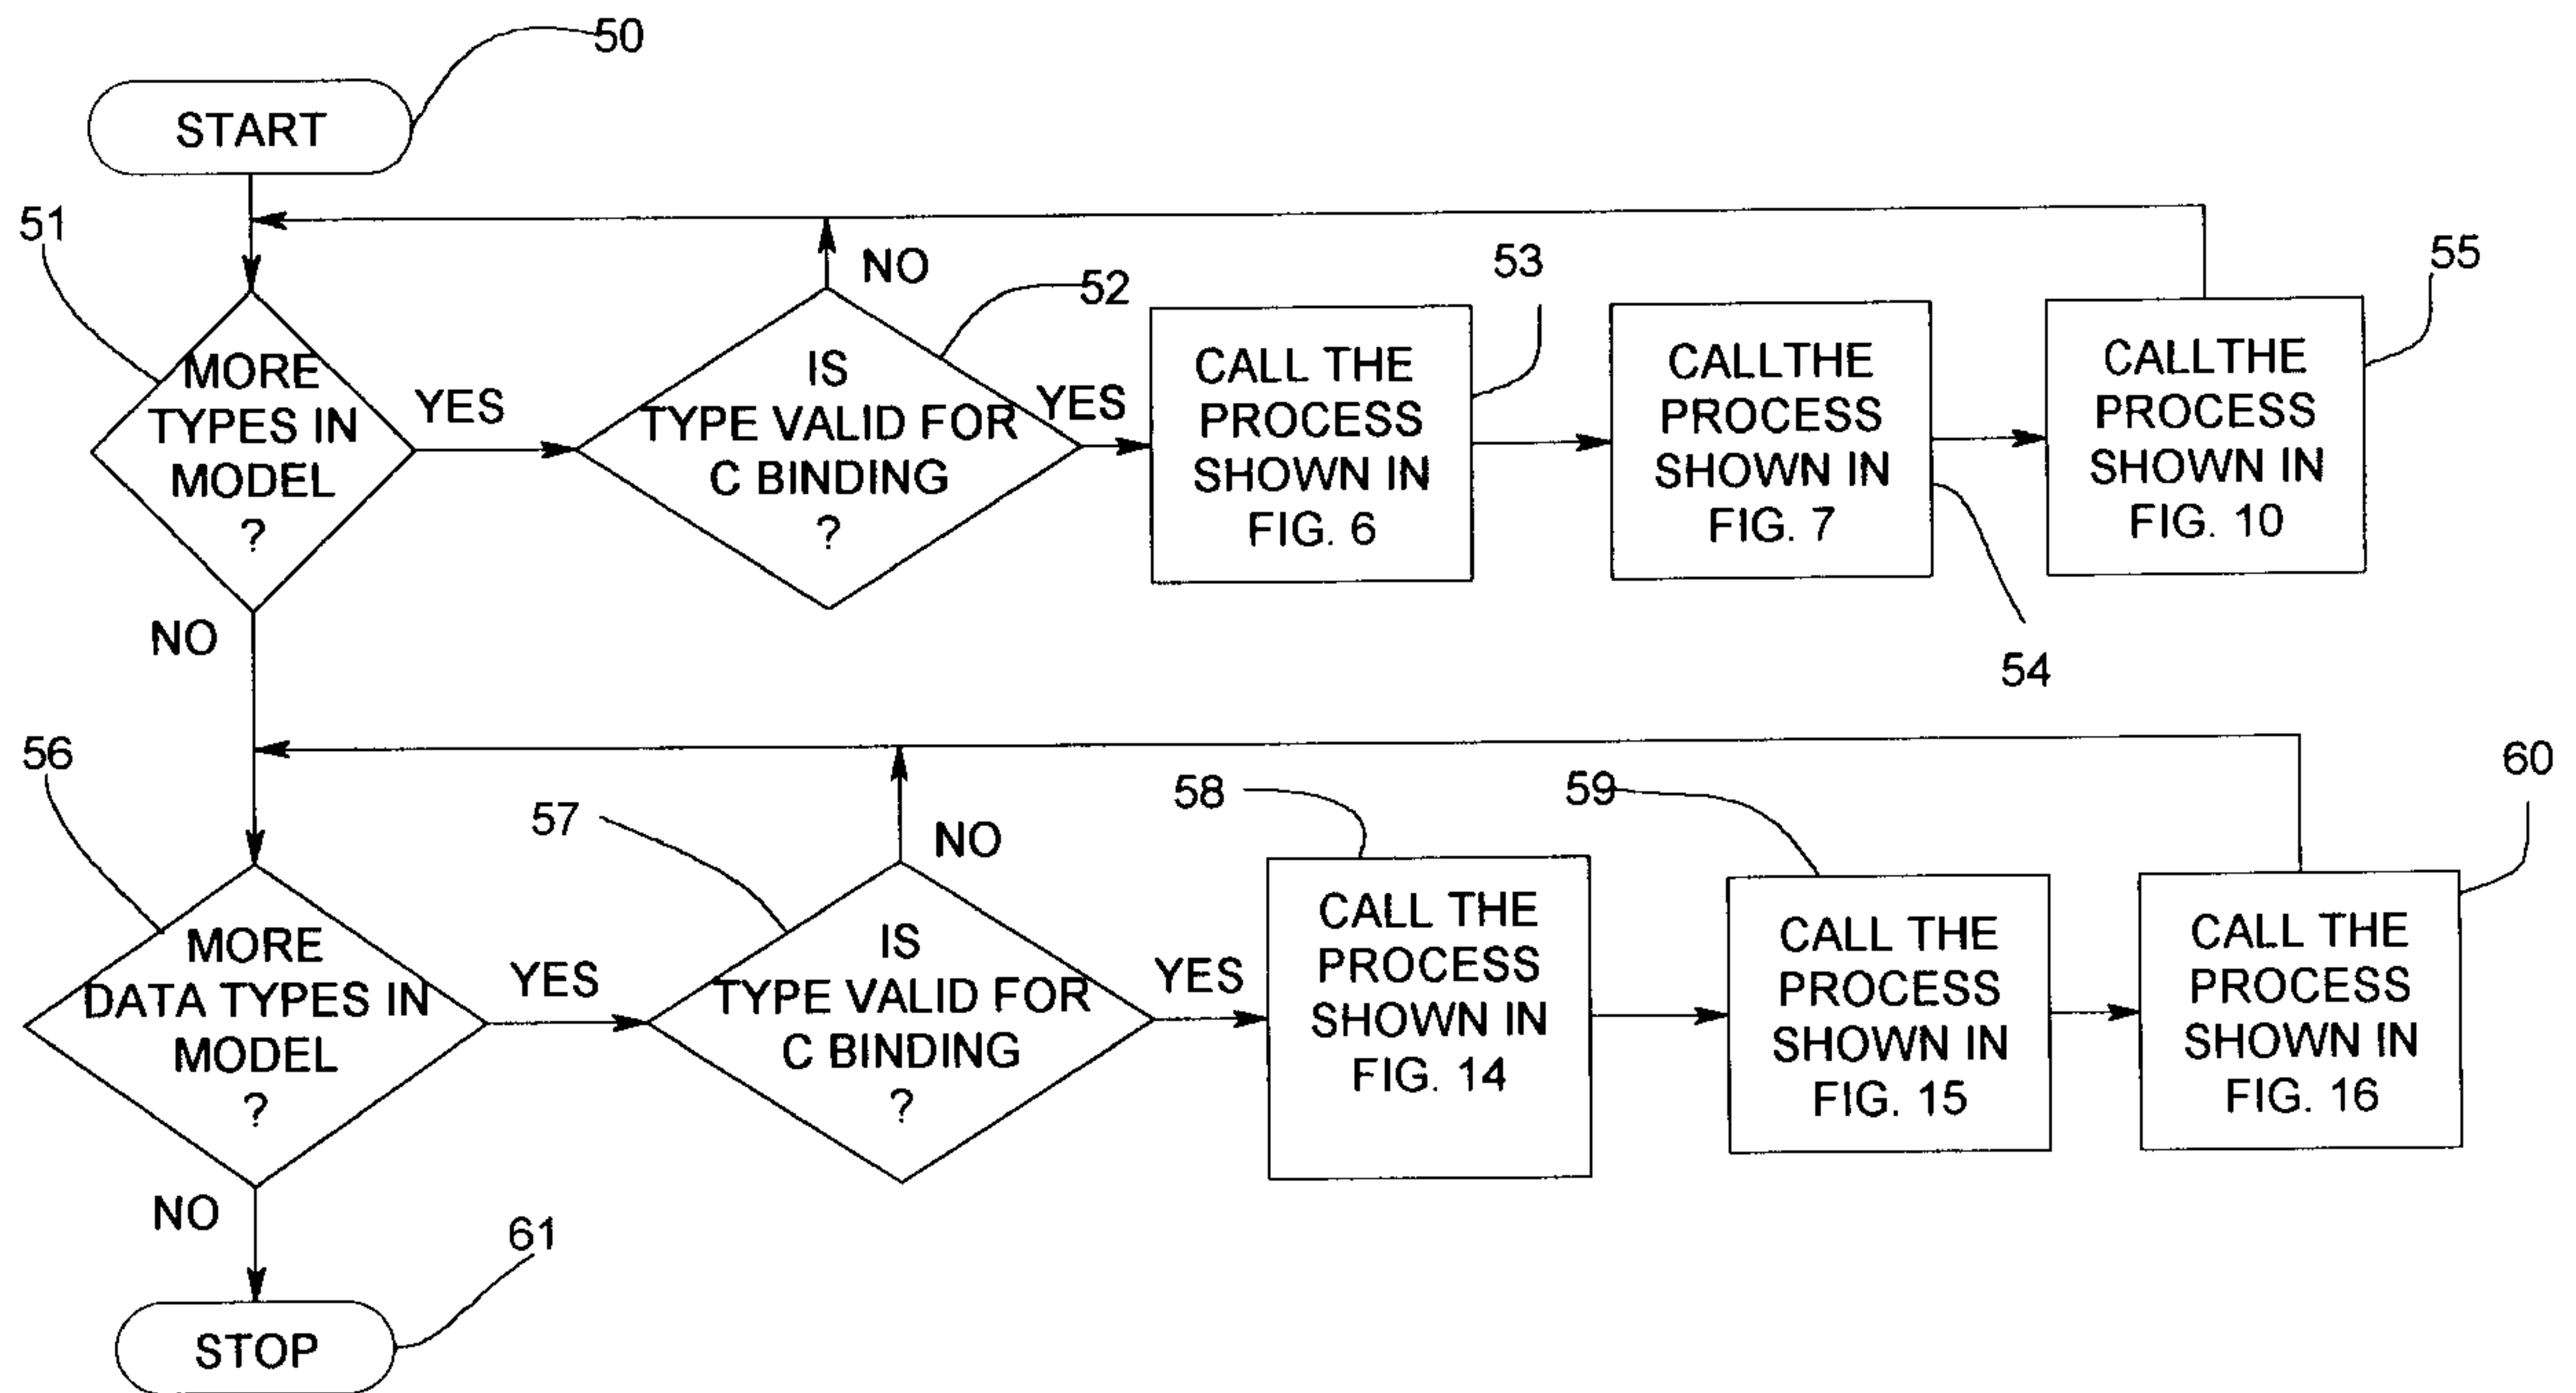 50
START
51
NO
52
53
55
MORE
TYPES IN
MODEL
?
YES
IS
TYPE VALID FOR
C BINDING
?
YES
CALL THE
PROCESS
SHOWN IN
FIG. 6
CALLTHE
PROCESS
SHOWN IN
FIG. 7
CALLTHE
PROCESS
SHOWN IN
FIG. 10
NO
54
56
57
NO
58
59
60
MORE
DATA TYPES IN
MODEL
?
YES
IS
TYPE VALID FOR
C BINDING
?
YES
CALL THE
PROCESS
SHOWN IN
FIG. 14
CALL THE
PROCESS
SHOWN IN
FIG. 15
CALL THE
PROCESS
SHOWN IN
FIG. 16
NO
61
STOP